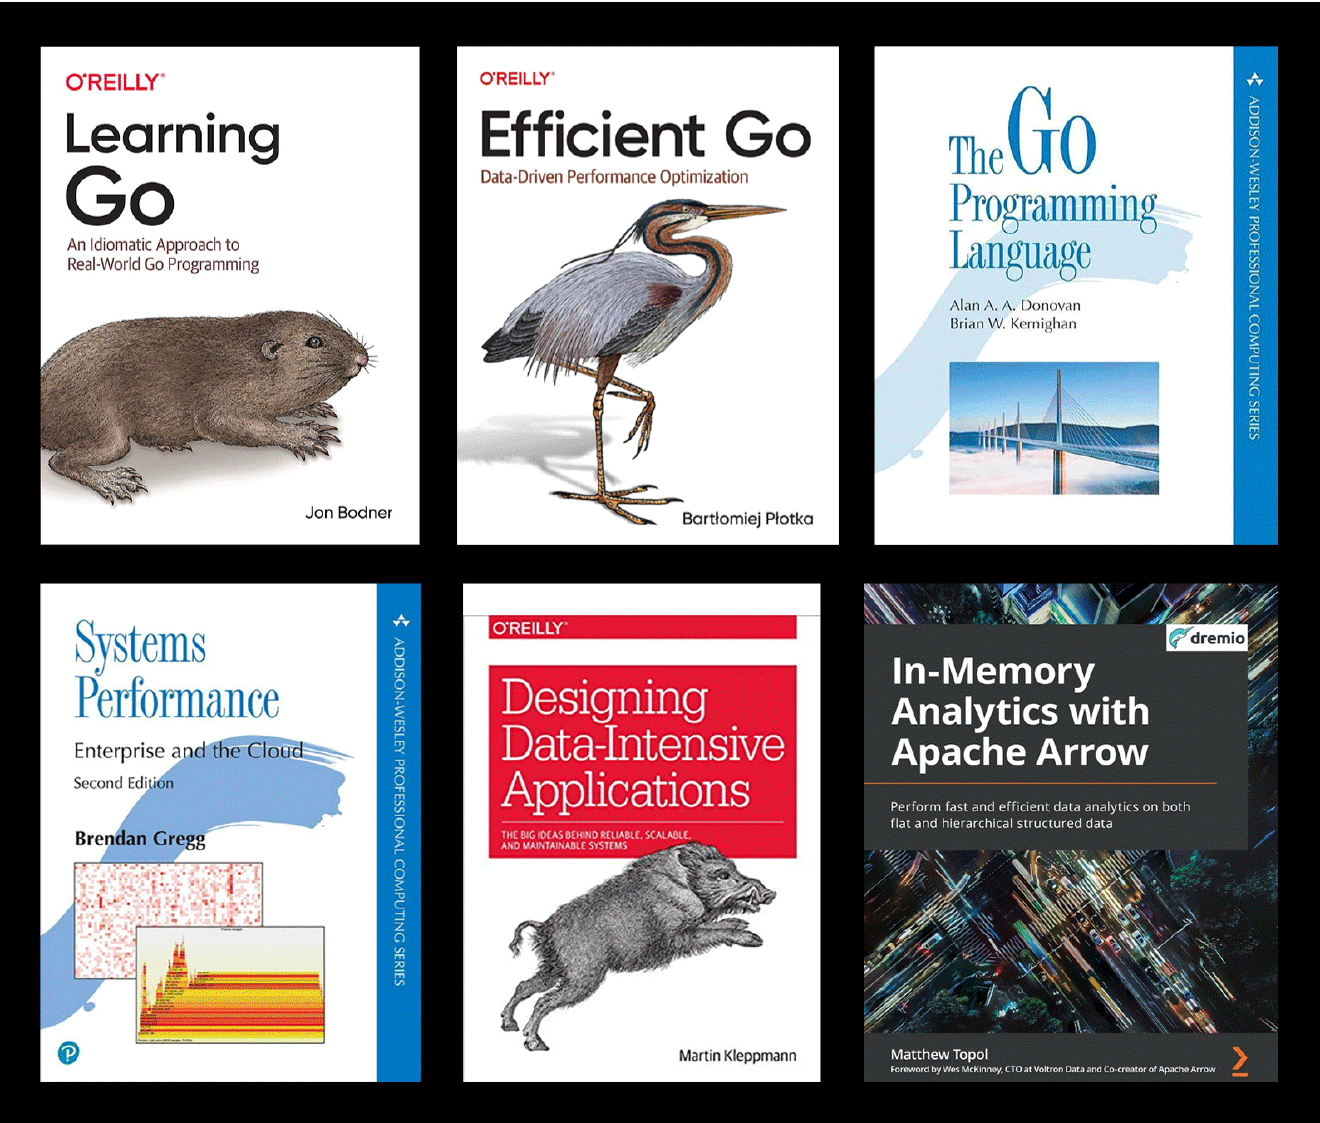 O'REILLY®
Learning
Go
An Idiomatic Approach to
Real-World Go Programming
Jon Bodner
O'REILLY®
Efficient Go
Data-Driven Performance Optimization
Bartłomiej Płotka
The Go
Programming
Language
Alan A. A. Donovan
Brian W. Kernighan
ADDISON-WESLEY PROFESSIONAL COMPUTING SERIES
Systems
Performance
Enterprise and the Cloud
Second Edition
Brendan Gregg
P
ADDISON-WESLEY PROFESSIONAL COMPUTING SERIES
O'REILLY®
Designing
Data-Intensive
Applications
THE BIG IDEAS BEHIND RELIABLE, SCALABLE,
AND MAINTAINABLE SYSTEMS
Martin Kleppmann
dremio
In-Memory
Analytics with
Apache Arrow
Perform fast and efficient data analytics on both
flat and hierarchical structured data
Matthew Topol
Foreword by Wes McKinney, CTO at Voltron Data and Co-creator of Apache Arrow